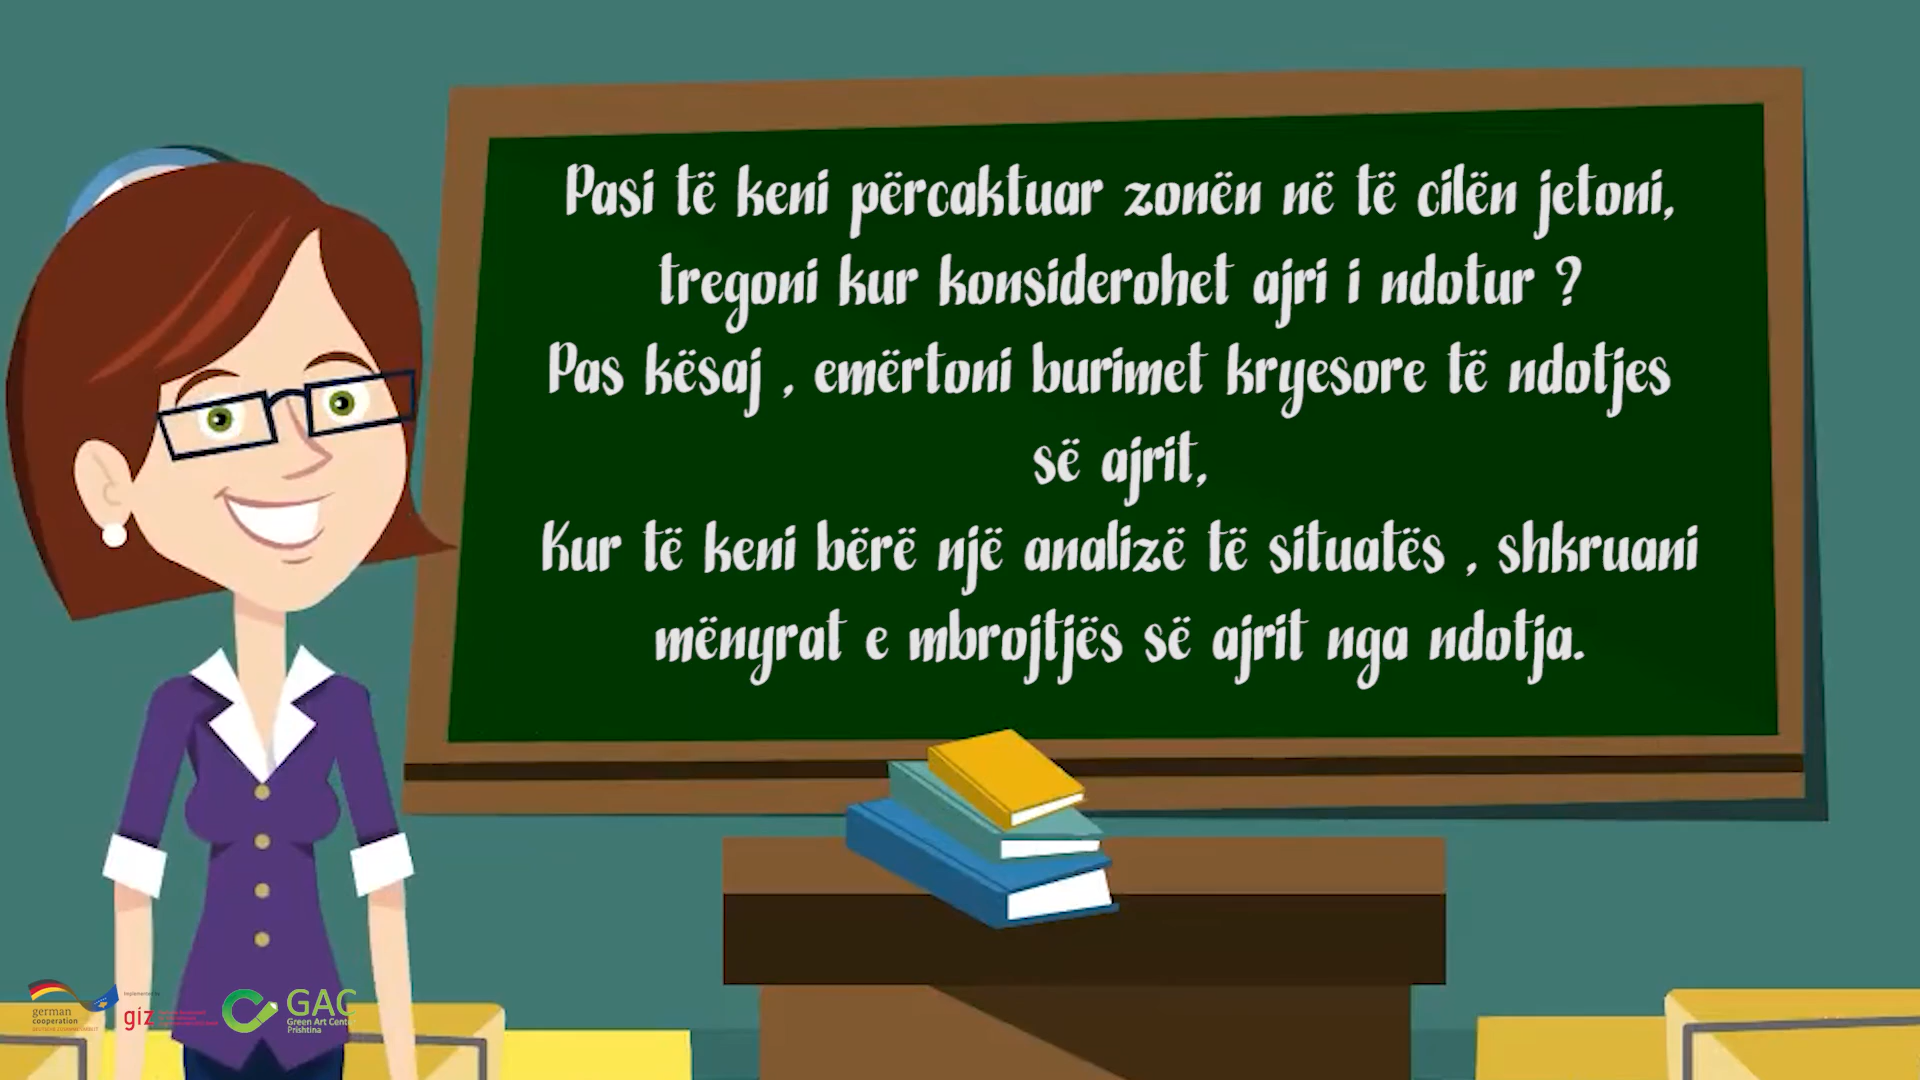 Pasi të keni përcaktuar zonën në të cilën jetoni,
tregoni kur konsiderohet ajri i ndotur ?
Pas kësaj , emërtoni burimet kryesore të ndotjes
së ajrit,
Kur të keni bërë një analizë të situatës , shkruani
mënyrat e mbrojtjës së ajrit nga ndotja.
german
cooperation
Implemented by
giz
GAC
Green Art Center
Prishtina